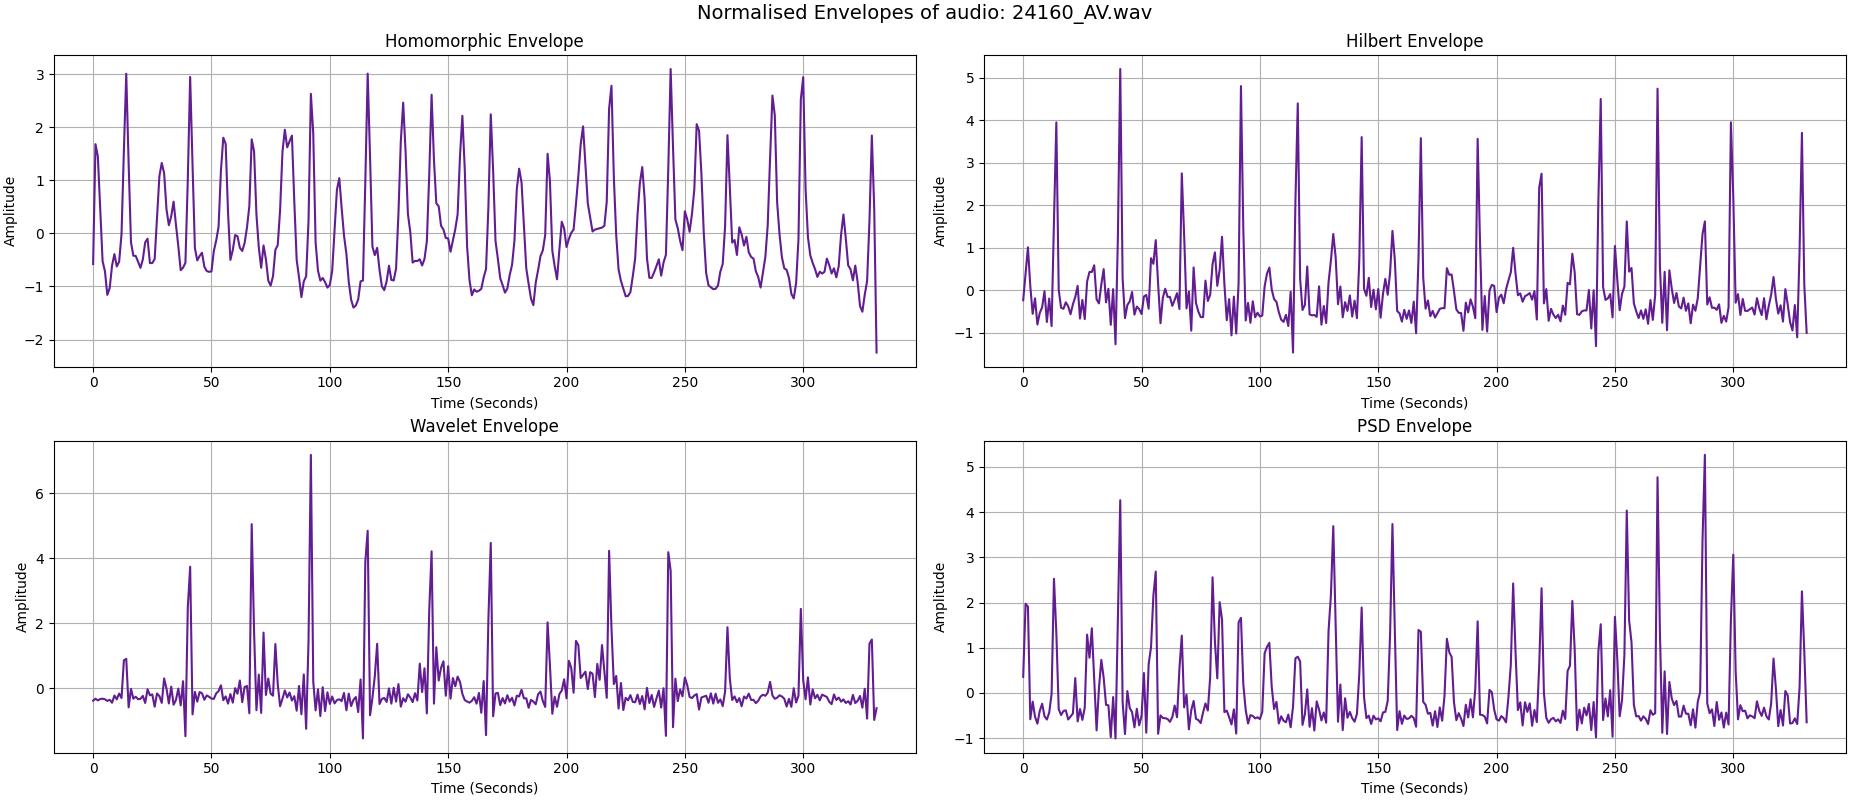 Normalised Envelopes of audio: 24160_AV.wav
Homomorphic Envelope
Amplitude
3
2
1
0
−1
−2
0 50 100 150 200 250 300
Time (Seconds)
Hilbert Envelope
Amplitude
5
4
3
2
1
0
−1
0 50 100 150 200 250 300
Time (Seconds)
Wavelet Envelope
Amplitude
6
4
2
0
0 50 100 150 200 250 300
Time (Seconds)
PSD Envelope
Amplitude
5
4
3
2
1
0
−1
0 50 100 150 200 250 300
Time (Seconds)